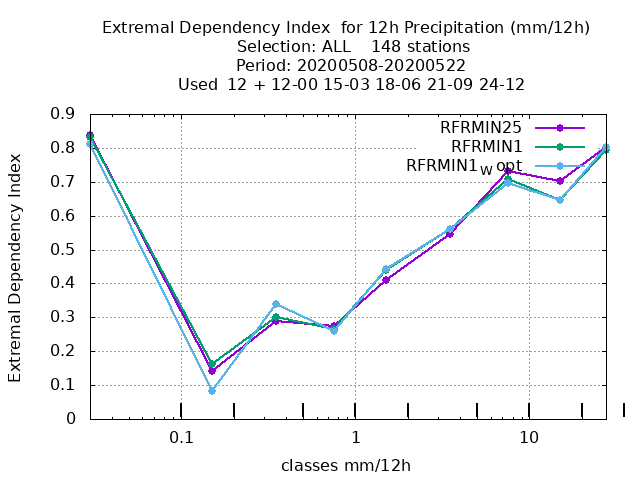 Extremal Dependency Index  for 12h Precipitation (mm/12h)
Selection: ALL    148 stations
Period: 20200508-20200522
Used  12 + 12-00 15-03 18-06 21-09 24-12
RFRMIN25
RFRMIN1
RFRMIN1w opt
Extremal Dependency Index
0.9
0.8
0.7
0.6
0.5
0.4
0.3
0.2
0.1
0
0.1
1
10
classes mm/12h